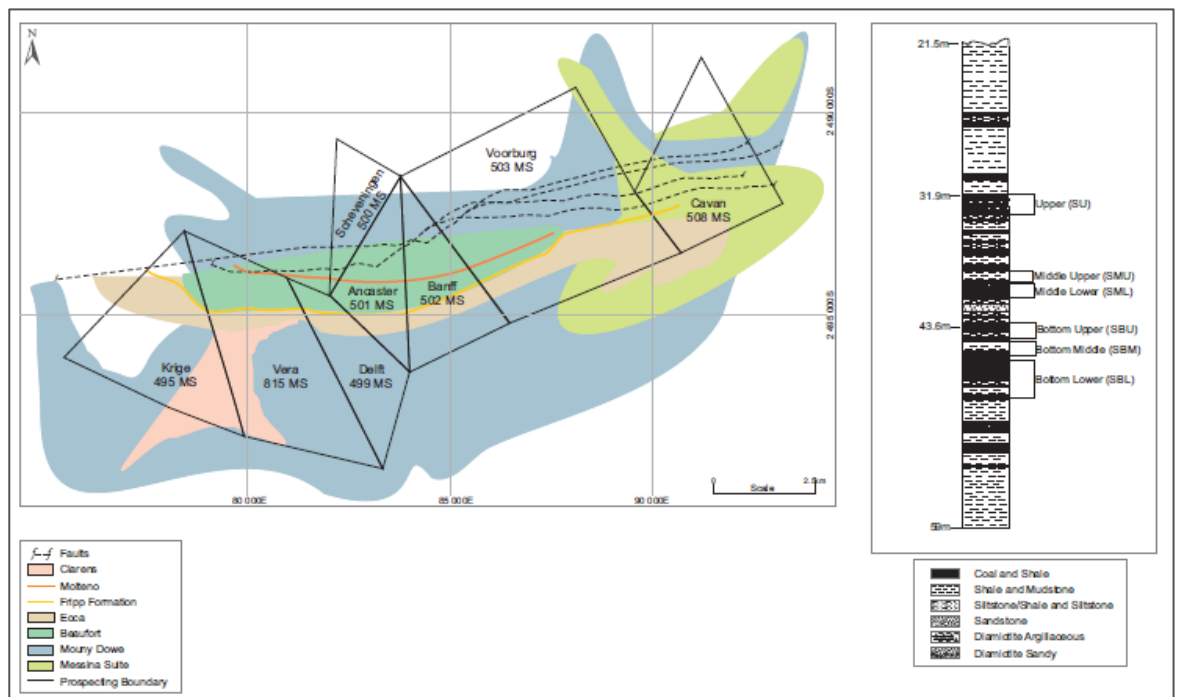 N
Voorburg
503 MS
Scheveningen
500 MS
Cavan
508 MS
Ancaster
501 MS
Banff
502 MS
Krige
495 MS
Vera
815 MS
Delft
499 MS
2 490 000S
2 495 000S
80 000E
85 000E
90 000E
0
2.5km
Scale
Faults
Clarens
Molteno
Fripp Formation
Ecca
Beaufort
Mouny Dowe
Messina Suite
Prospecting Boundary
21.5m
31.9m
43.6m
59m
Upper (SU)
Middle Upper (SMU)
Middle Lower (SML)
Bottom Upper (SBU)
Bottom Middle (SBM)
Bottom Lower (SBL)
Coal and Shale
Shale and Mudstone
Siltstone/Shale and Siltstone
Sandstone
Diamictite Argillaceous
Diamictite Sandy